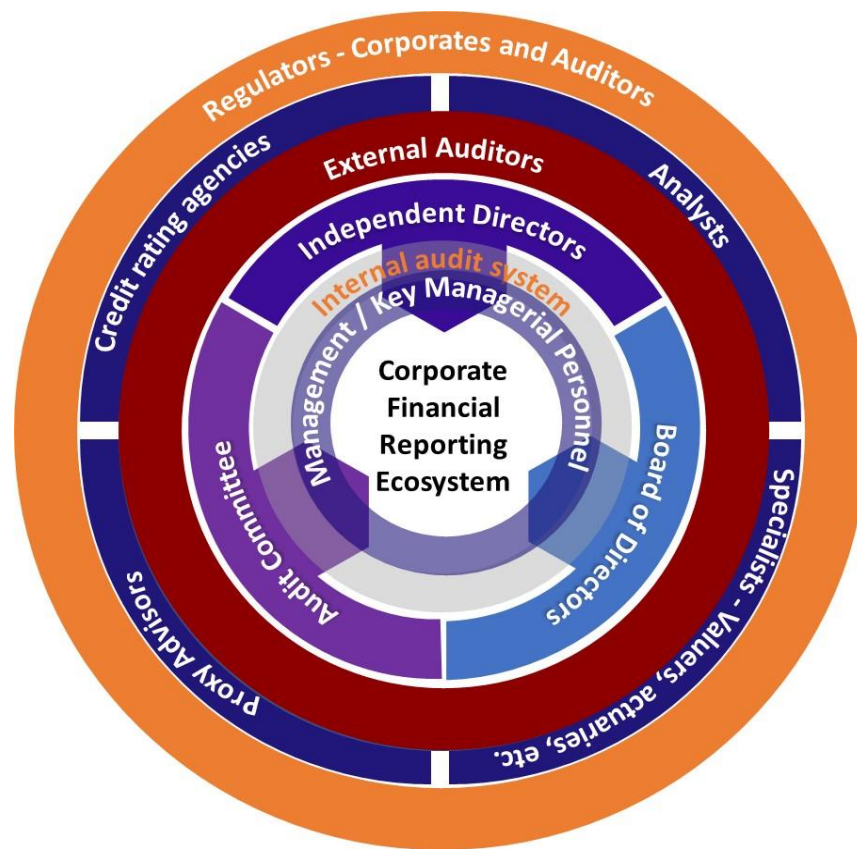 Regulators - Corporates and Auditors
Credit rating agencies
Analysts
External Auditors
Independent Directors
Internal audit system
Management / Key Managerial Personnel
Corporate
Financial
Reporting
Ecosystem
Audit Committee
Board of Directors
Proxy Advisors
Specialists - Valuers, actuaries, etc.